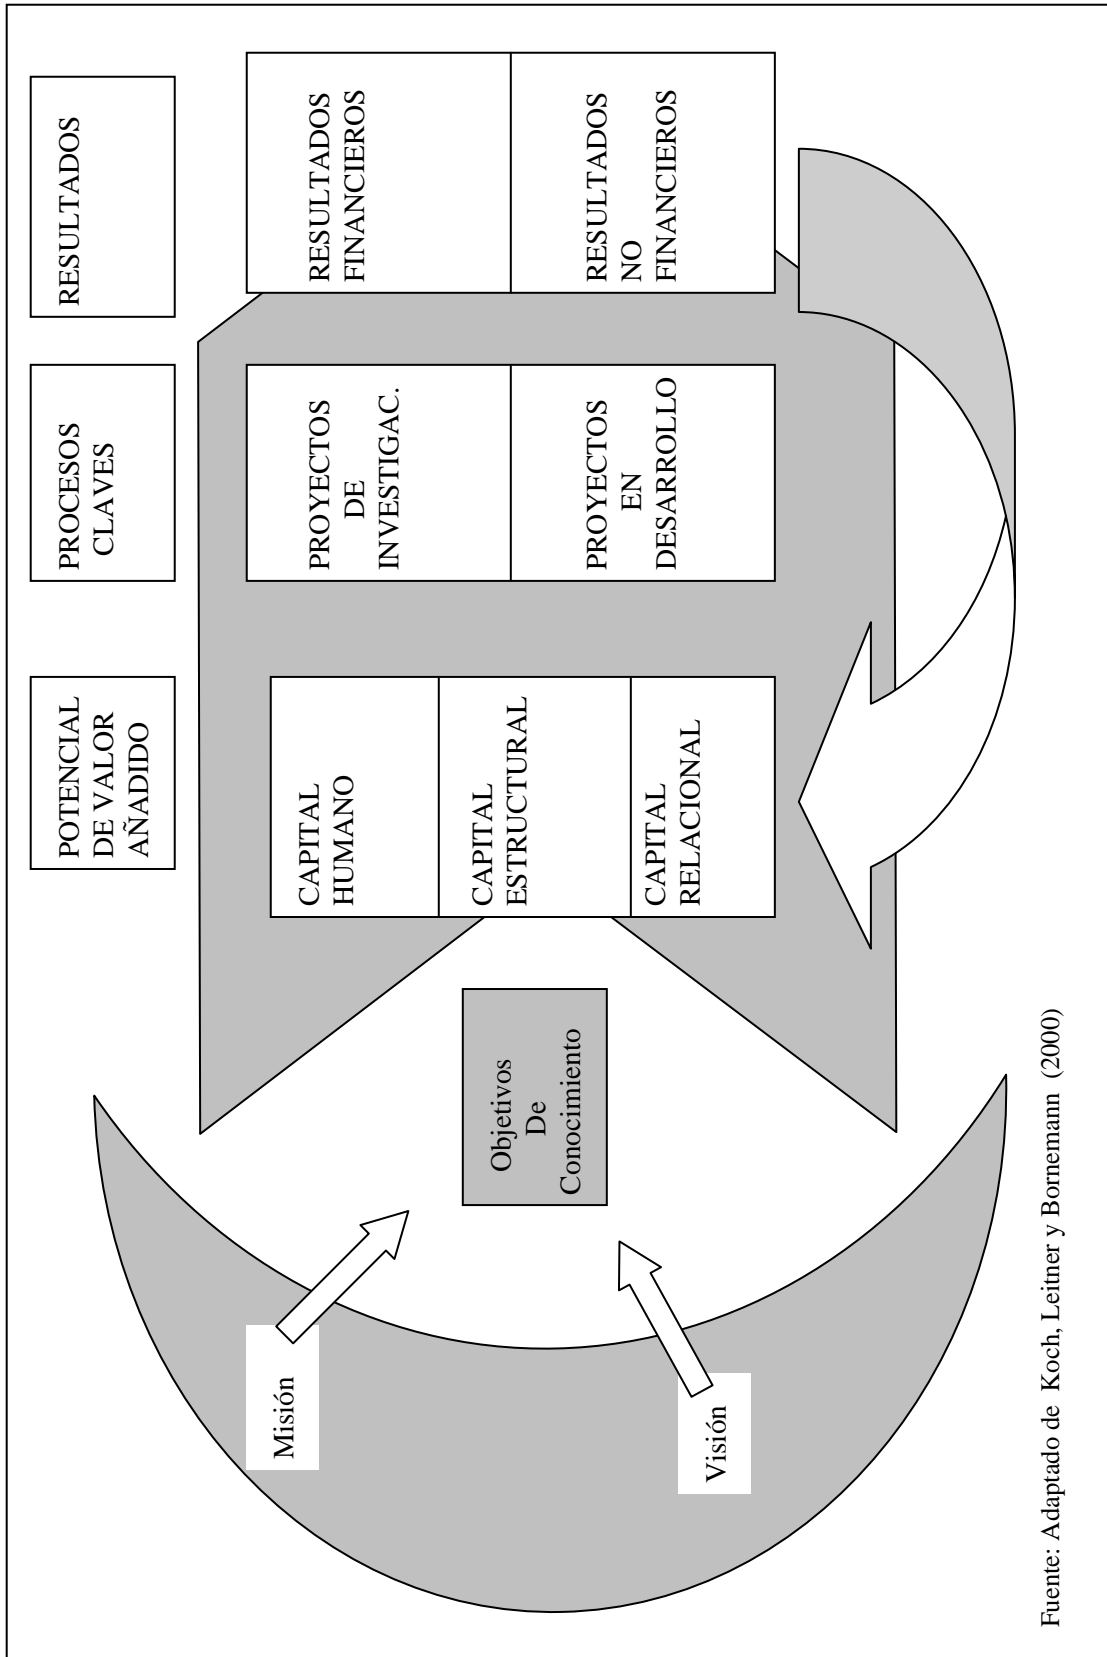 POTENCIAL
DE VALOR
AÑADIDO
PROCESOS
CLAVES
RESULTADOS
Misión
Visión
Objetivos
De
Conocimiento
CAPITAL
HUMANO
CAPITAL
ESTRUCTURAL
CAPITAL
RELACIONAL
PROYECTOS
DE
INVESTIGAC.
PROYECTOS
EN
DESARROLLO
RESULTADOS
FINANCIEROS
RESULTADOS
NO
FINANCIEROS
Fuente: Adaptado de Koch, Leitner y Bornemann (2000)